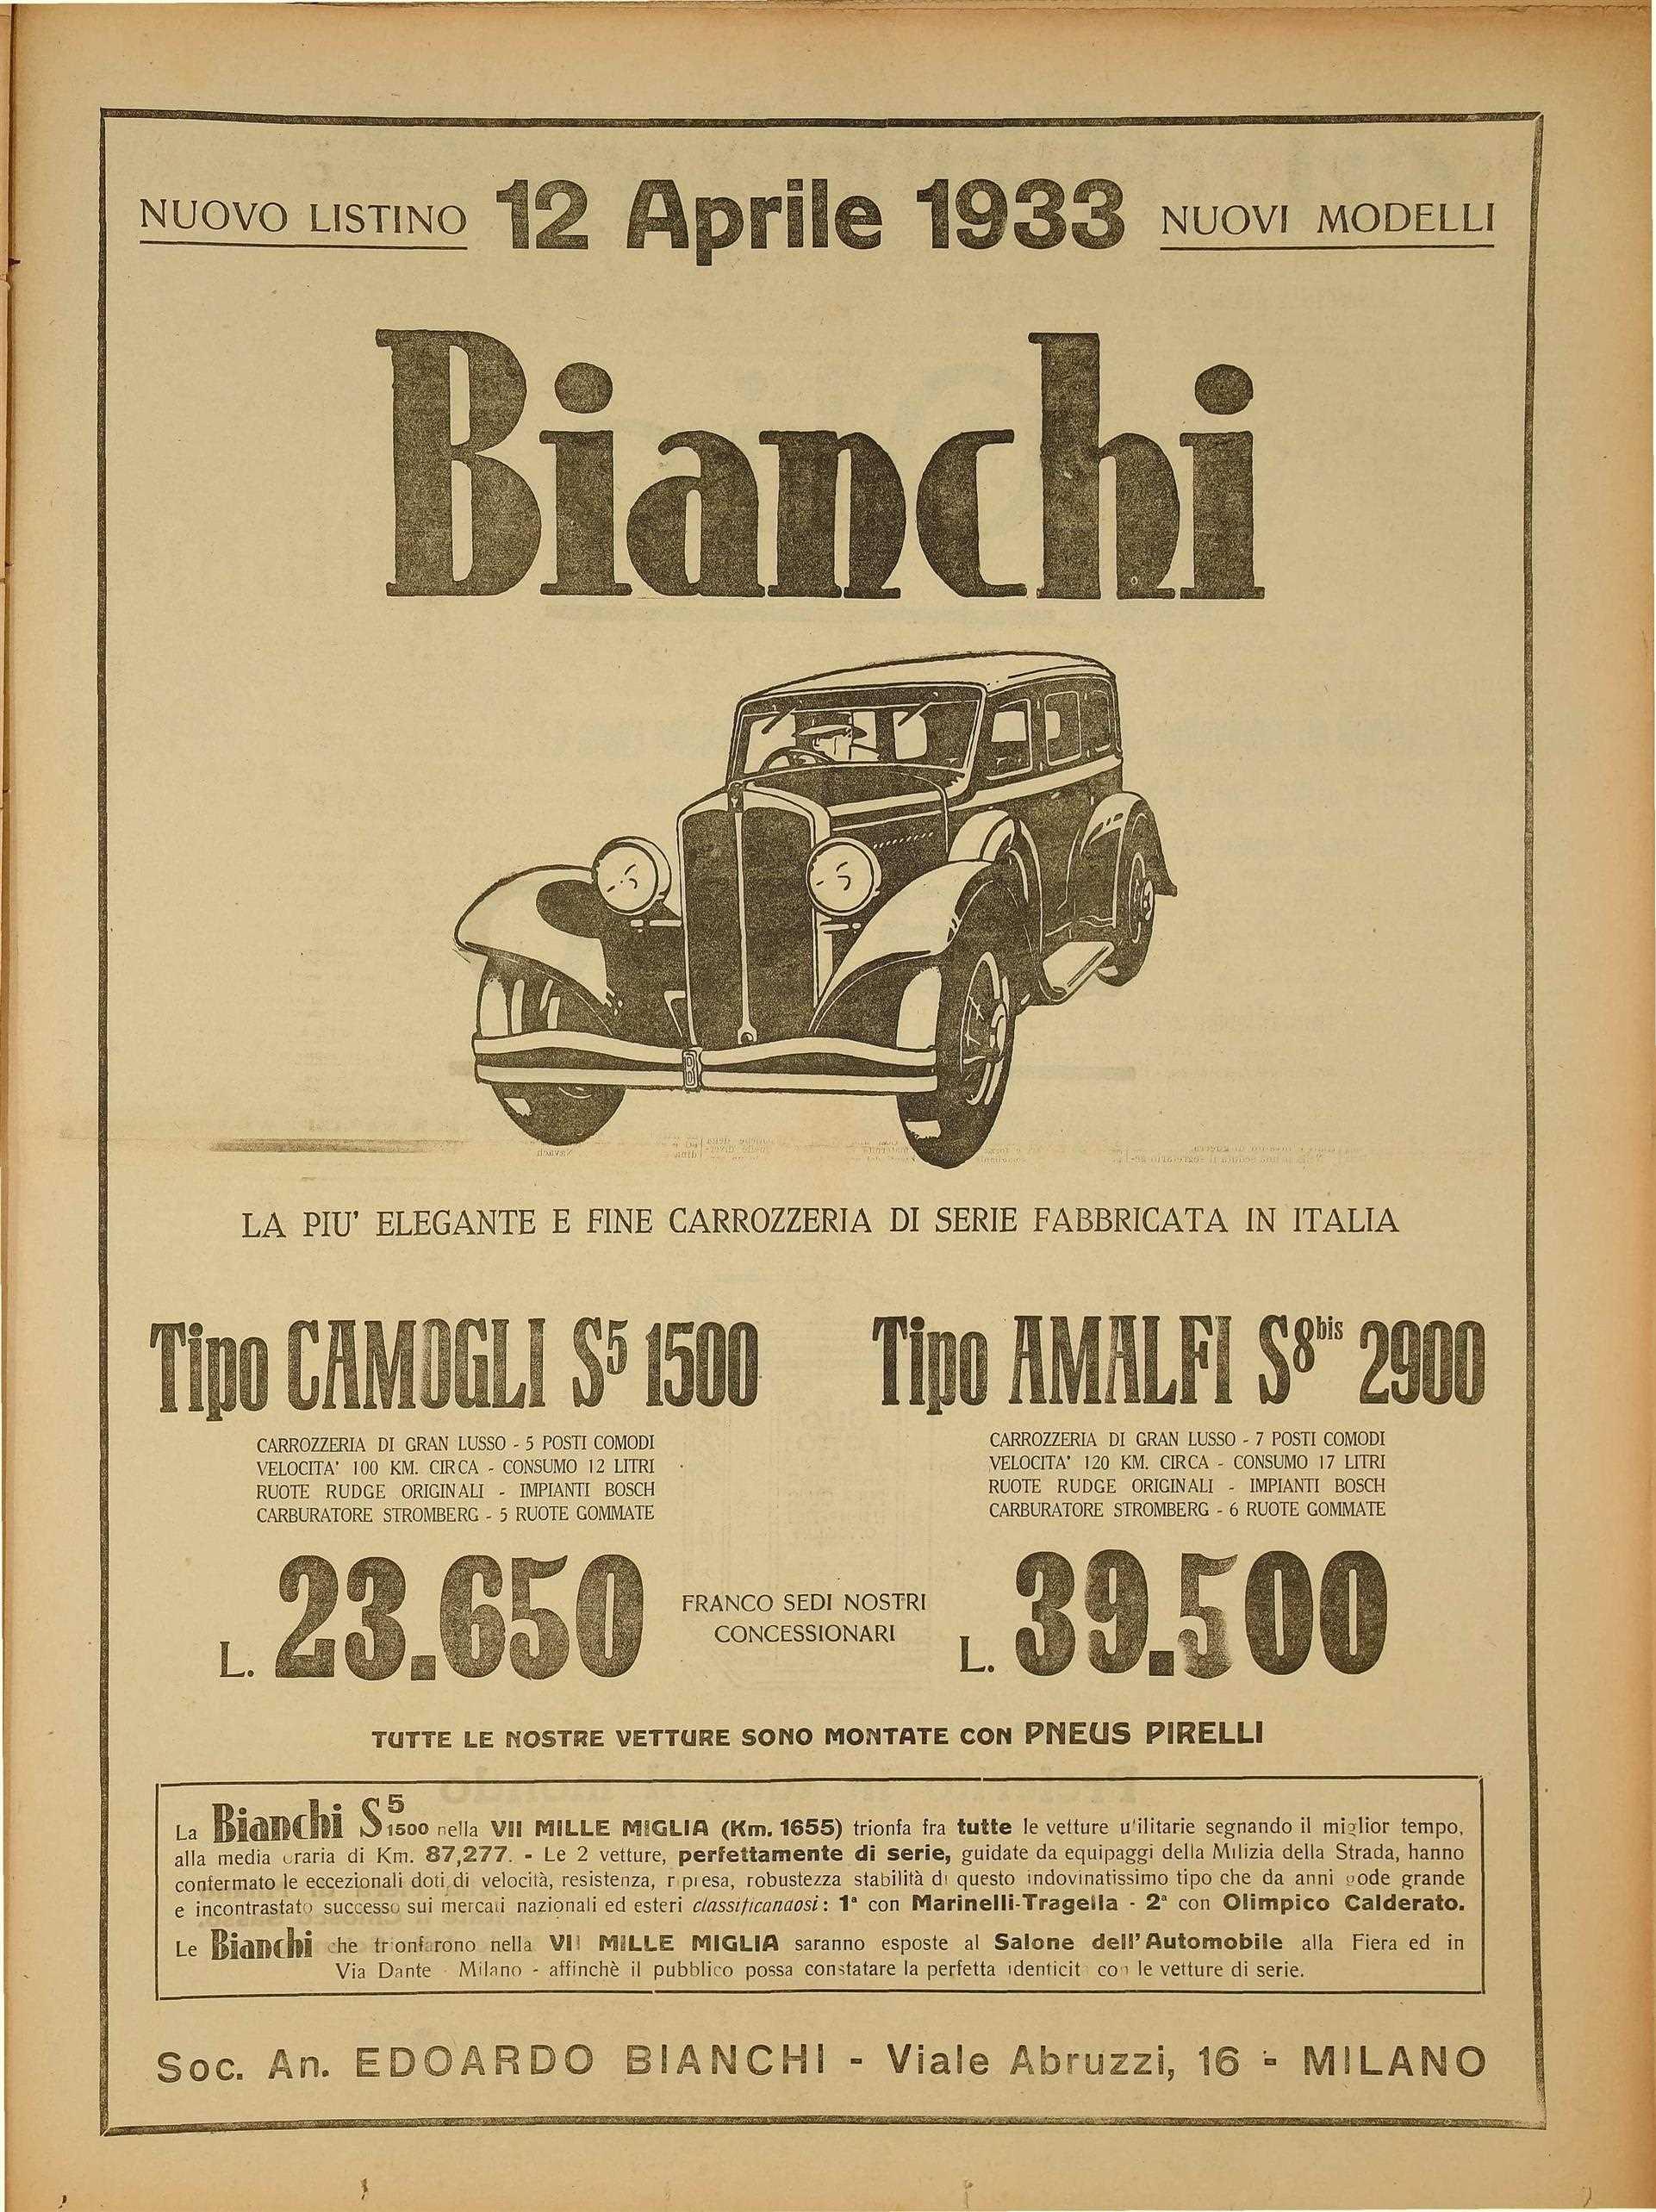 NUOVO LISTINO 12 Aprile 1933 NUOVI MODELLI
Bianchi
LA PIU' ELEGANTE E FINE CARROZZERIA DI SERIE FABBRICATA IN ITALIA
Tipo CAMOGLI S5 1500
CARROZZERIA DI GRAN LUSSO - 5 POSTI COMODI
VELOCITA' 100 KM. CIRCA - CONSUMO 12 LITRI
RUOTE RUDGE ORIGINALI - IMPIANTI BOSCH
CARBURATORE STROMBERG - 5 RUOTE GOMMATE
L. 23.650
FRANCO SEDI NOSTRI
CONCESSIONARI
Tipo AMALFI S8bis 2900
CARROZZERIA DI GRAN LUSSO - 7 POSTI COMODI
VELOCITA' 120 KM. CIRCA - CONSUMO 17 LITRI
RUOTE RUDGE ORIGINALI - IMPIANTI BOSCH
CARBURATORE STROMBERG - 6 RUOTE GOMMATE
L. 39.500
TUTTE LE NOSTRE VETTURE SONO MONTATE CON PNEUS PIRELLI
La Bianchi S5 1500 nella VII MILLE MIGLIA (Km. 1655) trionfa fra tutte le vetture utilitarie segnando il miglior tempo,
alla media oraria di Km. 87,277. - Le 2 vetture, perfettamente di serie, guidate da equipaggi della Milizia della Strada, hanno
confermato le eccezionali doti di velocità, resistenza, ripresa, robustezza stabilità di questo indovinatissimo tipo che da anni gode grande
e incontrastato successo sui mercati nazionali ed esteri classificandosi: 1ª con Marinelli-Tragella - 2ª con Olimpico Calderato.
Le Bianchi che trionfarono nella VII MILLE MIGLIA saranno esposte al Salone dell'Automobile alla Fiera ed in
Via Dante - Milano - affinchè il pubblico possa constatare la perfetta identicit con le vetture di serie.
Soc. An. EDOARDO BIANCHI - Viale Abruzzi, 16 - MILANO